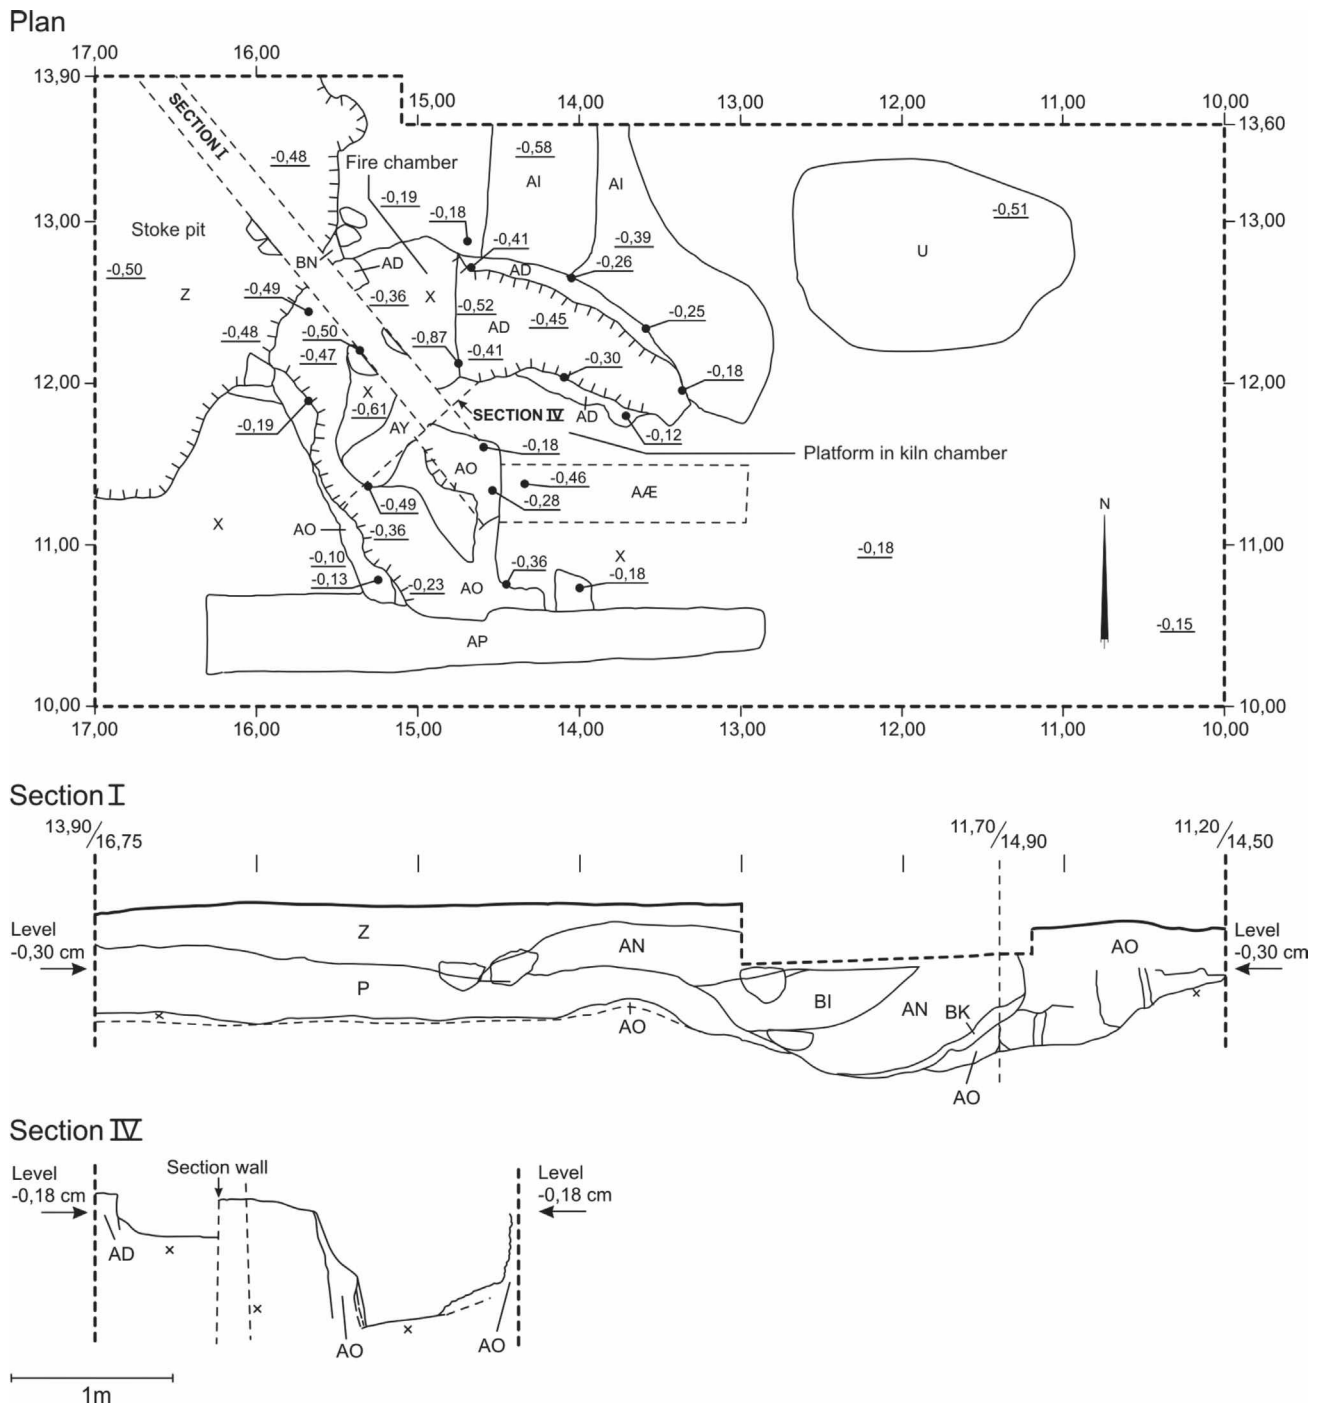 Plan
17,00 16,00
13,90
15,00 14,00 13,00 12,00 11,00 10,00
13,60
SECTION I
-0,48
Fire chamber
-0,58
AI
AI
-0,19
-0,18
-0,51
13,00
13,00
Stoke pit
-0,41
-0,39
U
BN
AD
AD
-0,26
-0,50
Z
-0,49
-0,36
X
-0,52
-0,45
-0,25
-0,48
-0,50
-0,87
AD
-0,47
-0,41
-0,30
-0,18
12,00
12,00
X
-0,61
SECTION IV
AD
-0,19
AY
-0,12
-0,18
Platform in kiln chamber
AO
-0,46
AÆ
-0,28
N
-0,49
X
AO
-0,36
11,00
11,00
-0,10
-0,36
X
-0,18
-0,13
-0,23
AO
-0,18
-0,15
AP
10,00
10,00
17,00 16,00 15,00 14,00 13,00 12,00 11,00 10,00
Section I
13,90/16,75
11,70/14,90
11,20/14,50
Level
-0,30 cm
Z
AN
AO
Level
-0,30 cm
P
BI
AN
BK
×
×
AO
AO
Section IV
Level
-0,18 cm
Section wall
Level
-0,18 cm
AD
×
×
×
AO
AO
1m